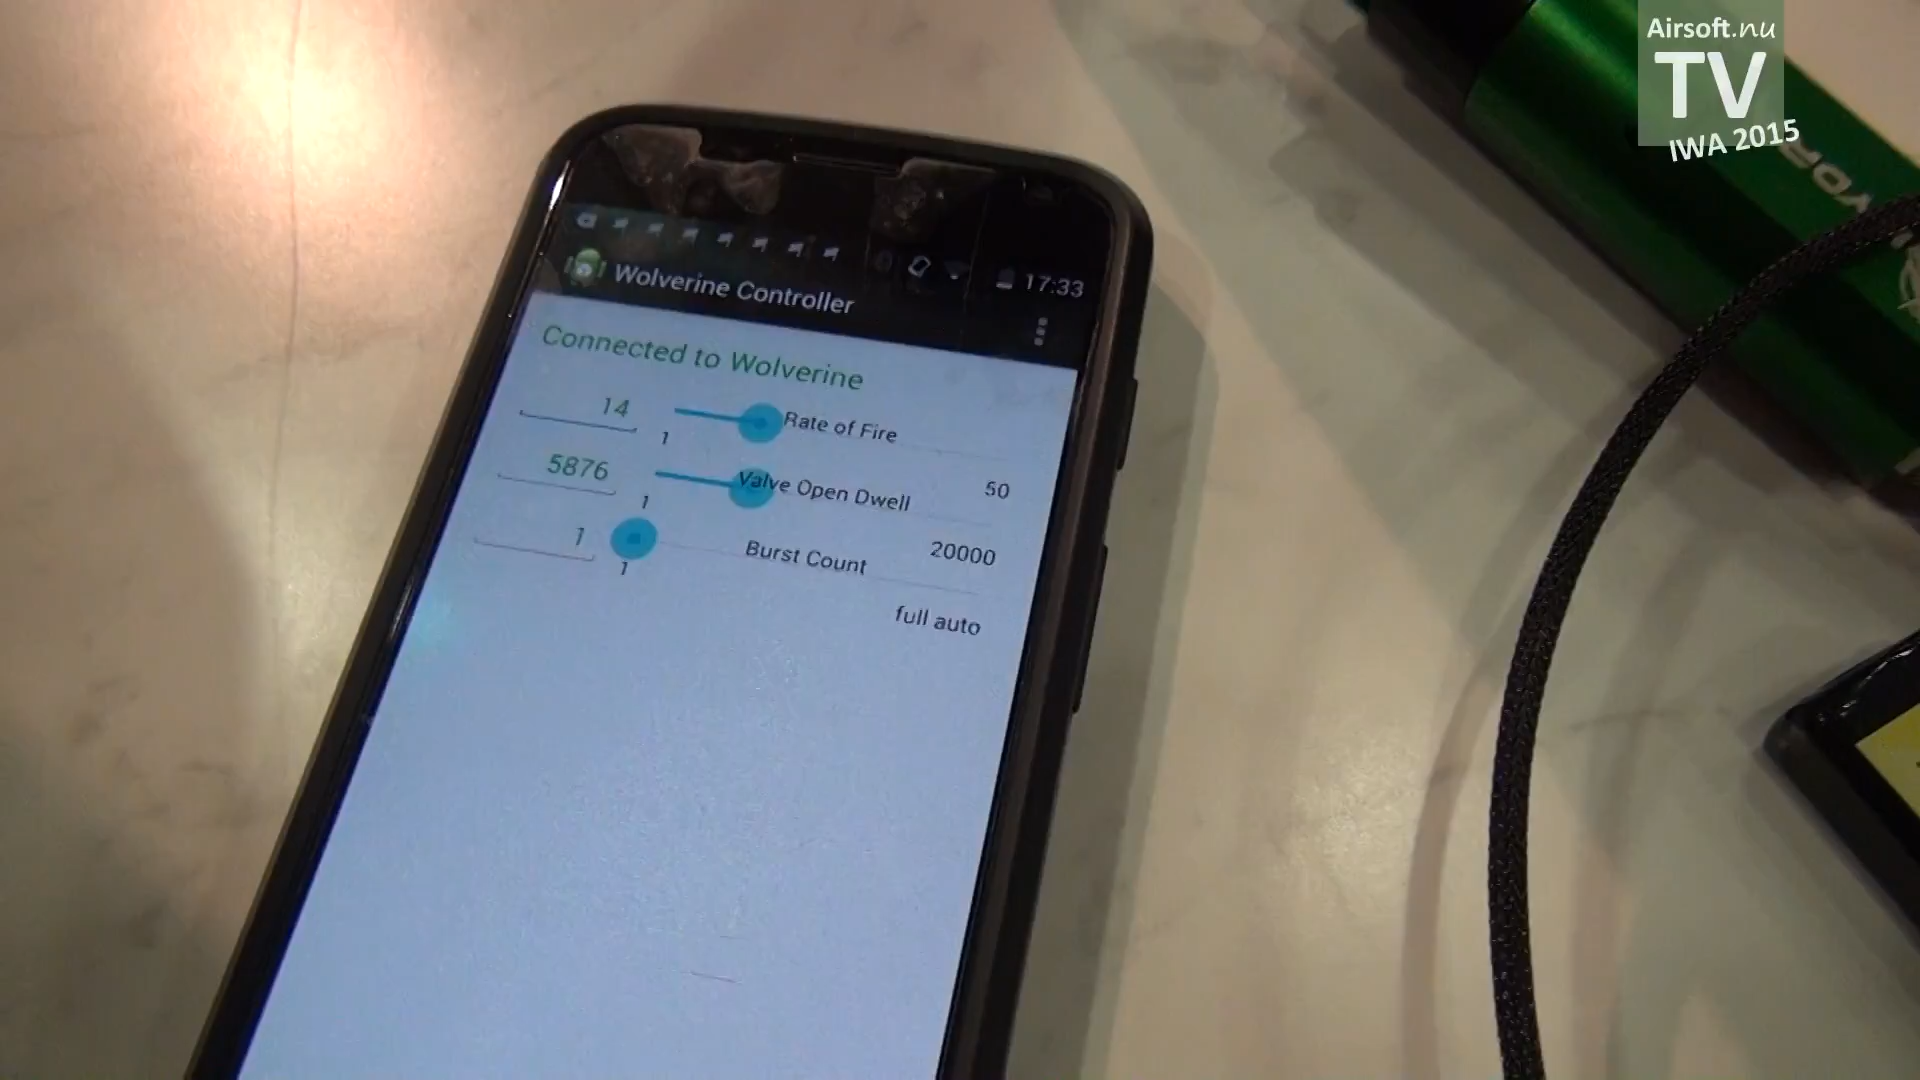 Airsoft.nu
TV
IWA 2015
17:33
Wolverine Controller
Connected to Wolverine
14
1
Rate of Fire
50
5876
1
Valve Open Dwell
20000
1
1
Burst Count
full auto